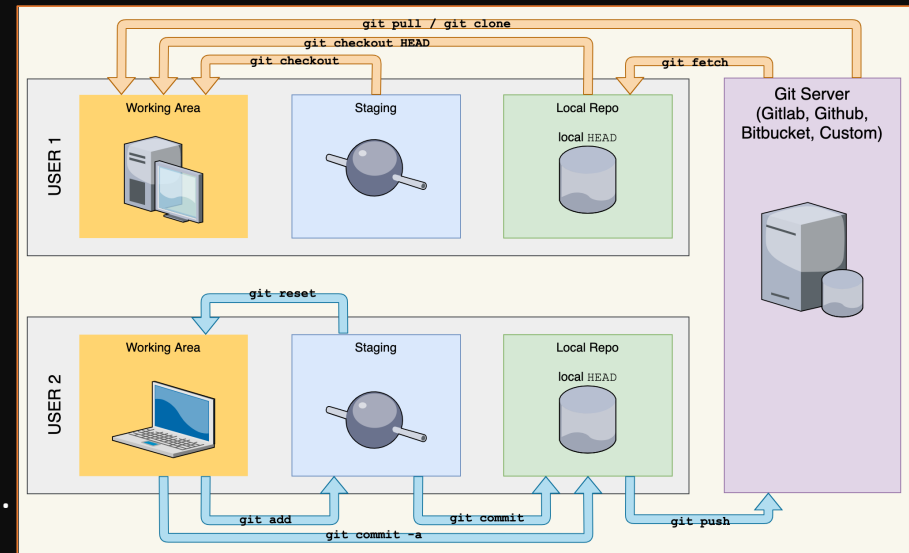 git pull / git clone
git checkout HEAD
git checkout
git fetch
USER 1
Working Area
Staging
Local Repo
local HEAD
Git Server
(Gitlab, Github,
Bitbucket, Custom)
git reset
USER 2
Working Area
Staging
Local Repo
local HEAD
git add
git commit
git push
git commit -a